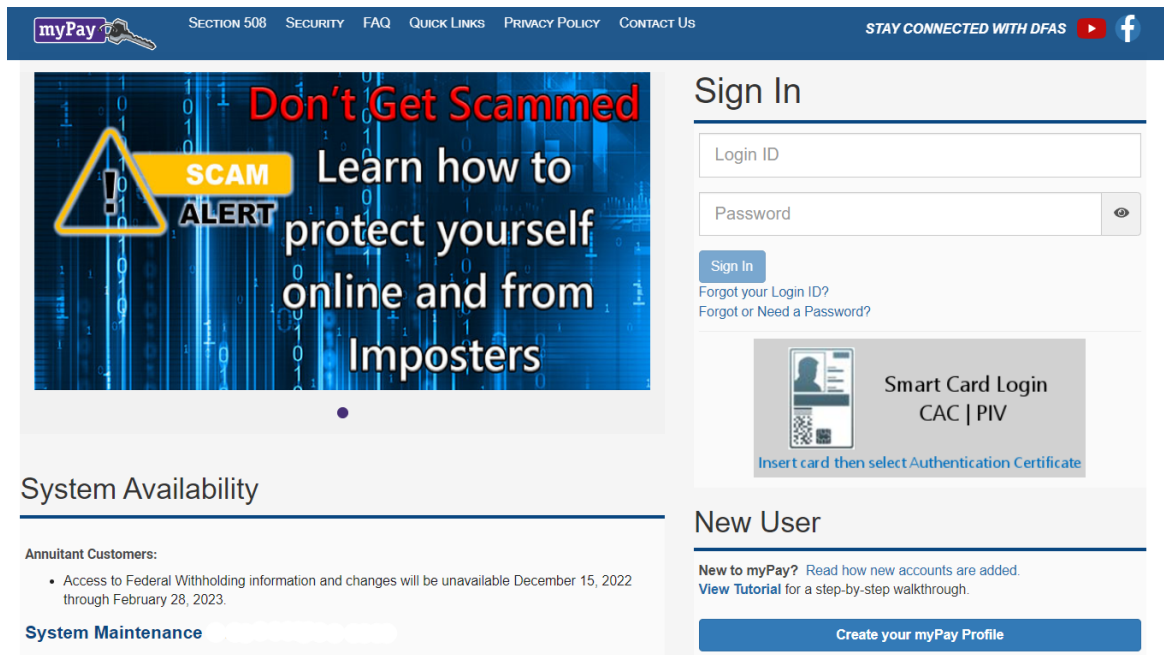 myPay
SECTION 508 SECURITY FAQ QUICK LINKS PRIVACY POLICY CONTACT US
STAY CONNECTED WITH DFAS
Don't Get Scammed
SCAM
ALERT
Learn how to
protect yourself
online and from
Imposters
Sign In
Login ID
Password
Sign In
Forgot your Login ID?
Forgot or Need a Password?
Smart Card Login
CAC | PIV
Insert card then select Authentication Certificate
System Availability
Annuitant Customers:
• Access to Federal Withholding information and changes will be unavailable December 15, 2022
through February 28, 2023.
System Maintenance
New User
New to myPay? Read how new accounts are added.
View Tutorial for a step-by-step walkthrough.
Create your myPay Profile